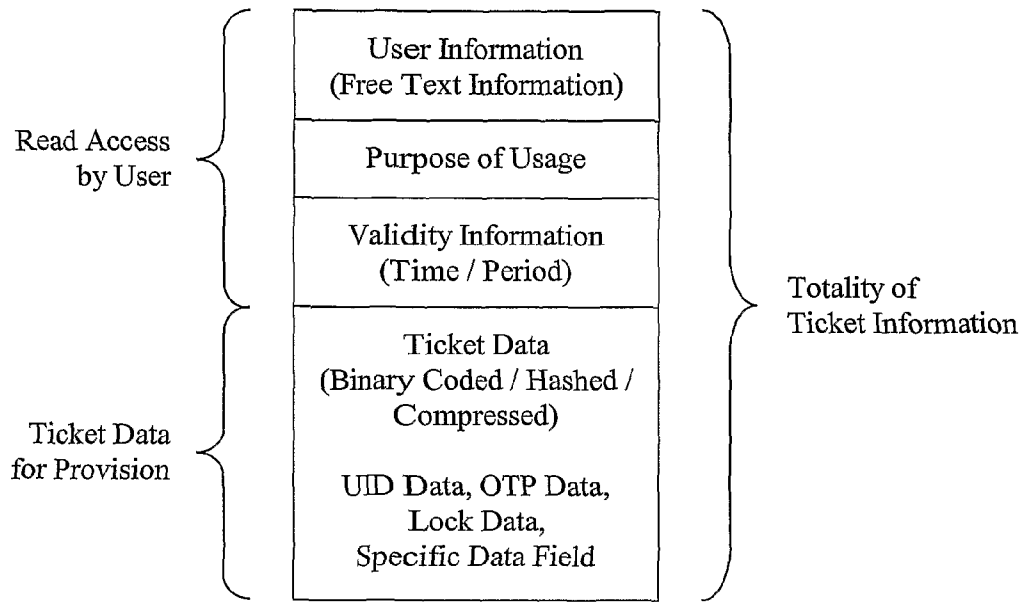 User Information
(Free Text Information)
Read Access
by User
Purpose of Usage
Validity Information
(Time / Period)
Totality of
Ticket Information
Ticket Data
(Binary Coded / Hashed /
Compressed)
Ticket Data
for Provision
UID Data, OTP Data,
Lock Data,
Specific Data Field